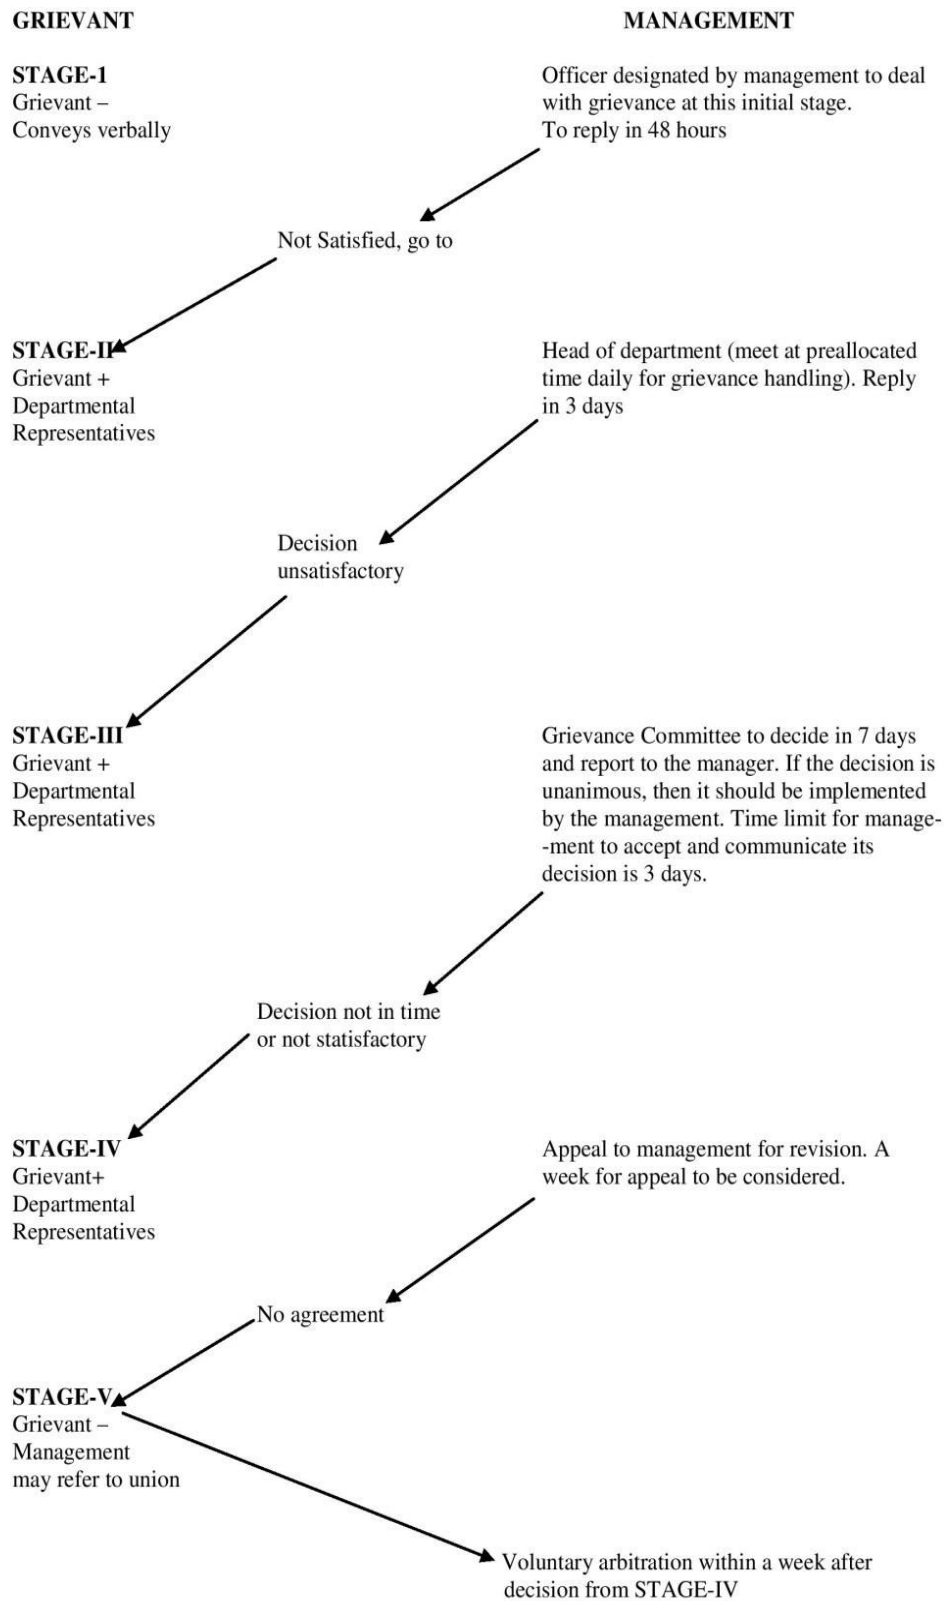 GRIEVANT
MANAGEMENT
STAGE-1
Grievant –
Conveys verbally
Officer designated by management to deal
with grievance at this initial stage.
To reply in 48 hours
Not Satisfied, go to
STAGE-II
Grievant +
Departmental
Representatives
Head of department (meet at preallocated
time daily for grievance handling). Reply
in 3 days
Decision
unsatisfactory
STAGE-III
Grievant +
Departmental
Representatives
Grievance Committee to decide in 7 days
and report to the manager. If the decision is
unanimous, then it should be implemented
by the management. Time limit for manage-
-ment to accept and communicate its
decision is 3 days.
Decision not in time
or not statisfactory
STAGE-IV
Grievant+
Departmental
Representatives
Appeal to management for revision. A
week for appeal to be considered.
No agreement
STAGE-V
Grievant –
Management
may refer to union
Voluntary arbitration within a week after
decision from STAGE-IV